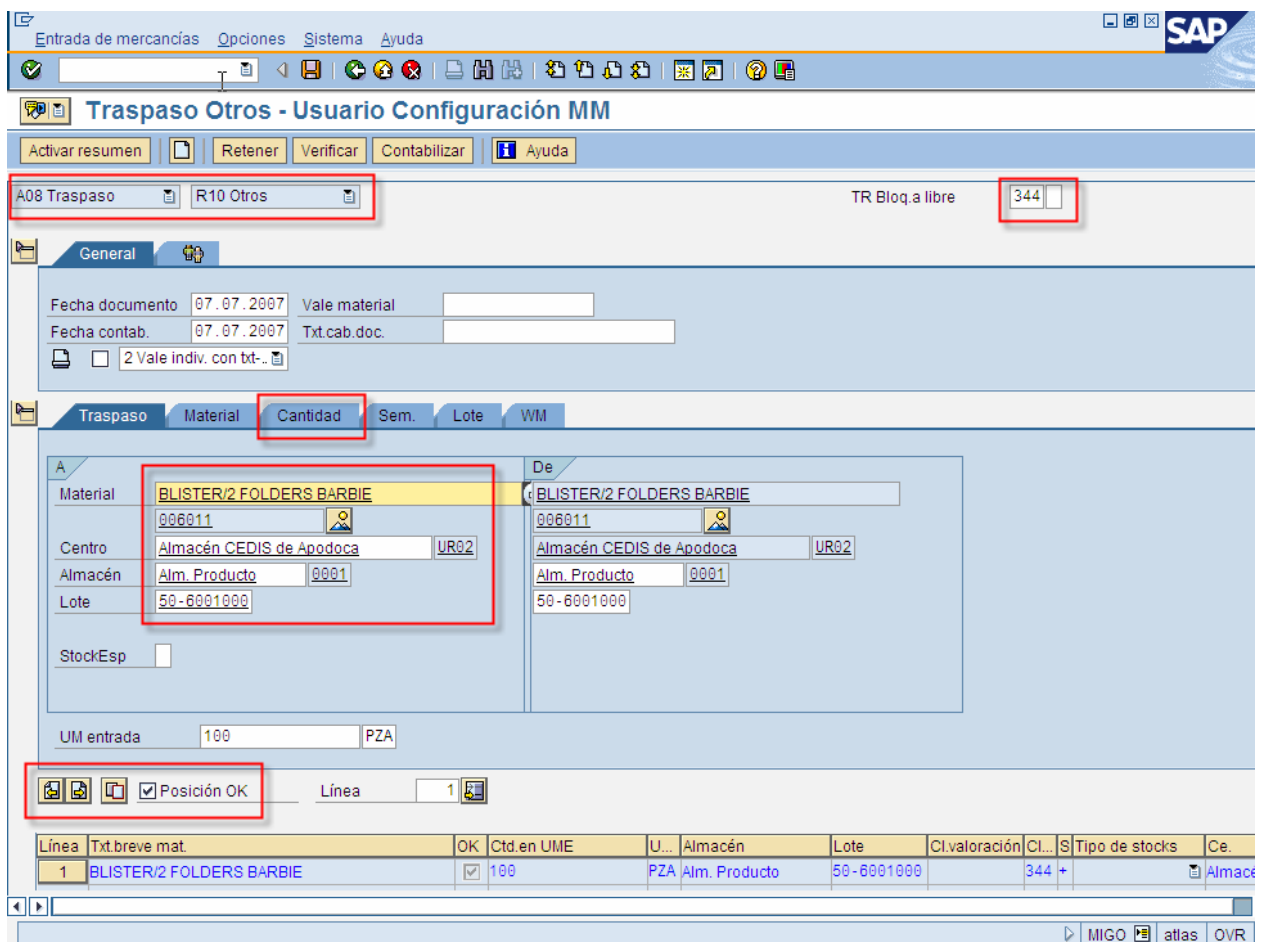 Entrada de mercancías Opciones Sistema Ayuda
SAP
Traspaso Otros - Usuario Configuración MM
Activar resumen Retener Verificar Contabilizar Ayuda
A08 Traspaso R10 Otros TR Bloq.a libre 344
General
Fecha documento 07.07.2007 Vale material
Fecha contab. 07.07.2007 Txt.cab.doc.
2 Vale indiv. con txt-..
Traspaso Material Cantidad Sem. Lote WM
A De
Material BLISTER/2 FOLDERS BARBIE BLISTER/2 FOLDERS BARBIE
006011 006011
Centro Almacén CEDIS de Apodoca UR02 Almacén CEDIS de Apodoca UR02
Almacén Alm. Producto 0001 Alm. Producto 0001
Lote 50-6001000 50-6001000
StockEsp
UM entrada 100 PZA
Posición OK Línea 1
Línea Txt.breve mat. OK Ctd.en UME U... Almacén Lote Cl.valoración Cl... S Tipo de stocks Ce.
1 BLISTER/2 FOLDERS BARBIE 100 PZA Alm. Producto 50-6001000 344 + Almacé
MIGO atlas OVR